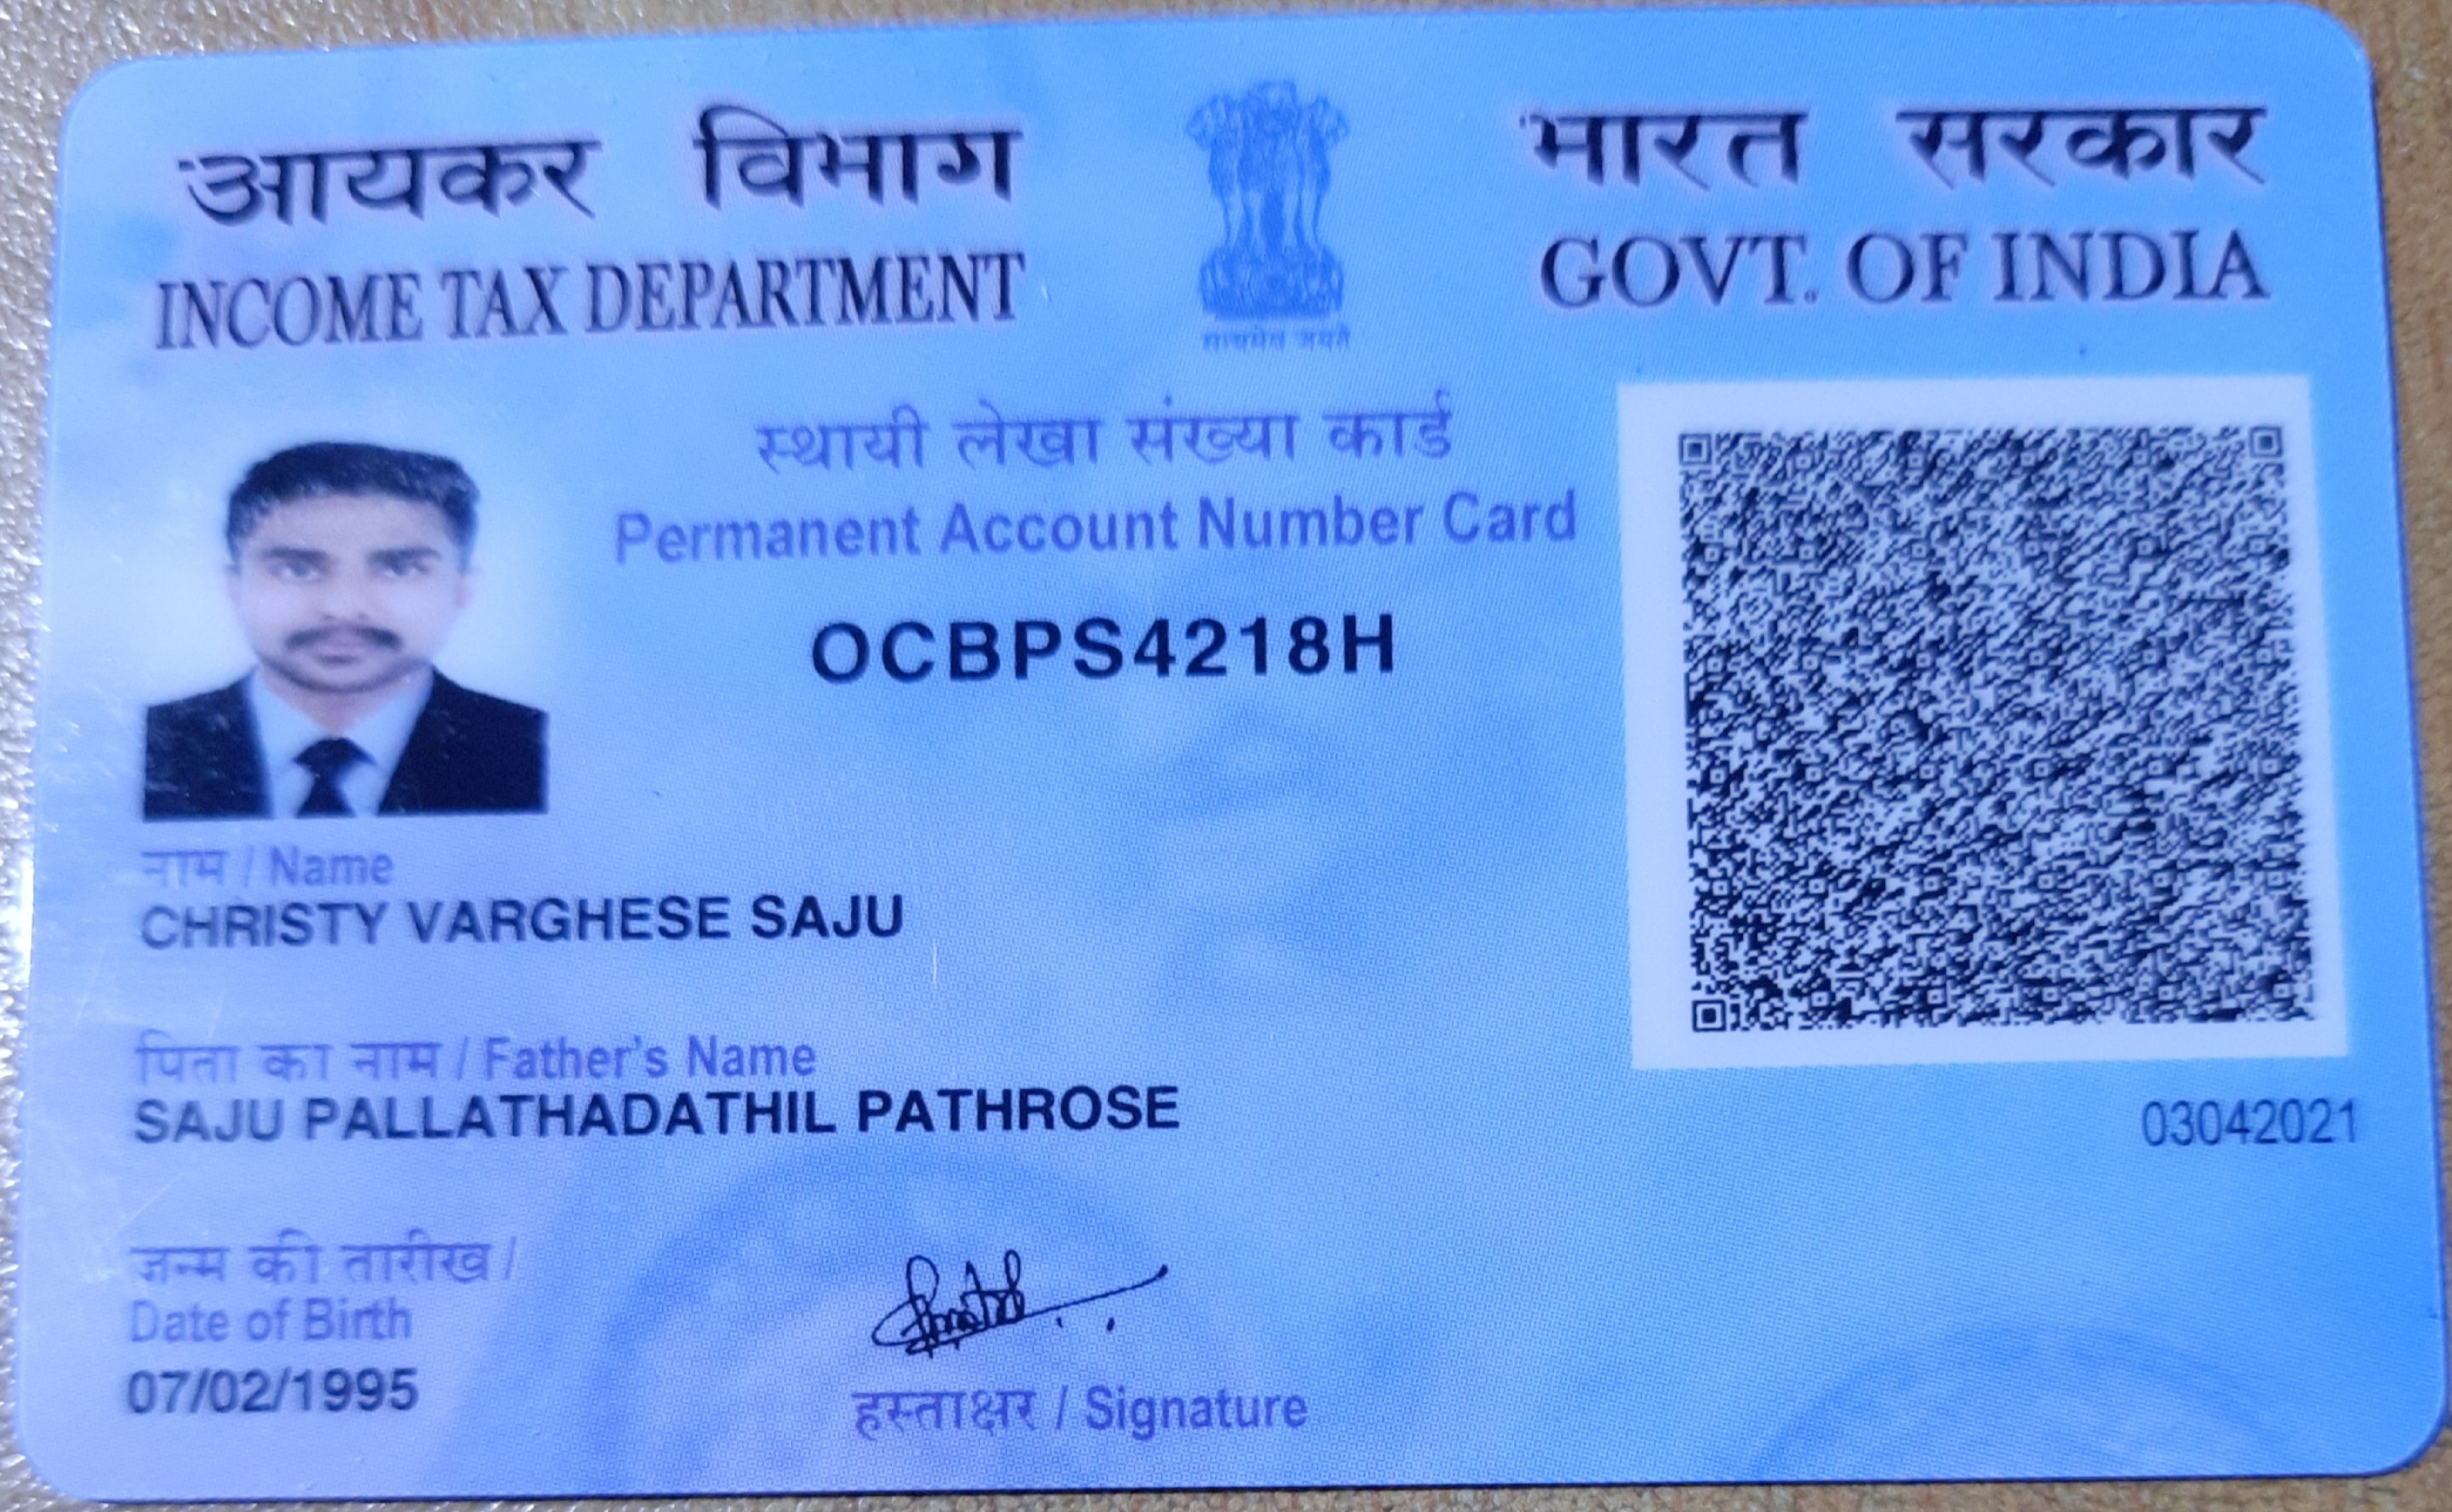 आयकर विभाग
INCOME TAX DEPARTMENT
भारत सरकार
GOVT. OF INDIA
सत्यमेव जयते
स्थायी लेखा संख्या कार्ड
Permanent Account Number Card
OCBPS4218H
नाम / Name
CHRISTY VARGHESE SAJU
पिता का नाम / Father's Name
SAJU PALLATHADATHIL PATHROSE
03042021
जन्म की तारीख /
Date of Birth
07/02/1995
हस्ताक्षर / Signature